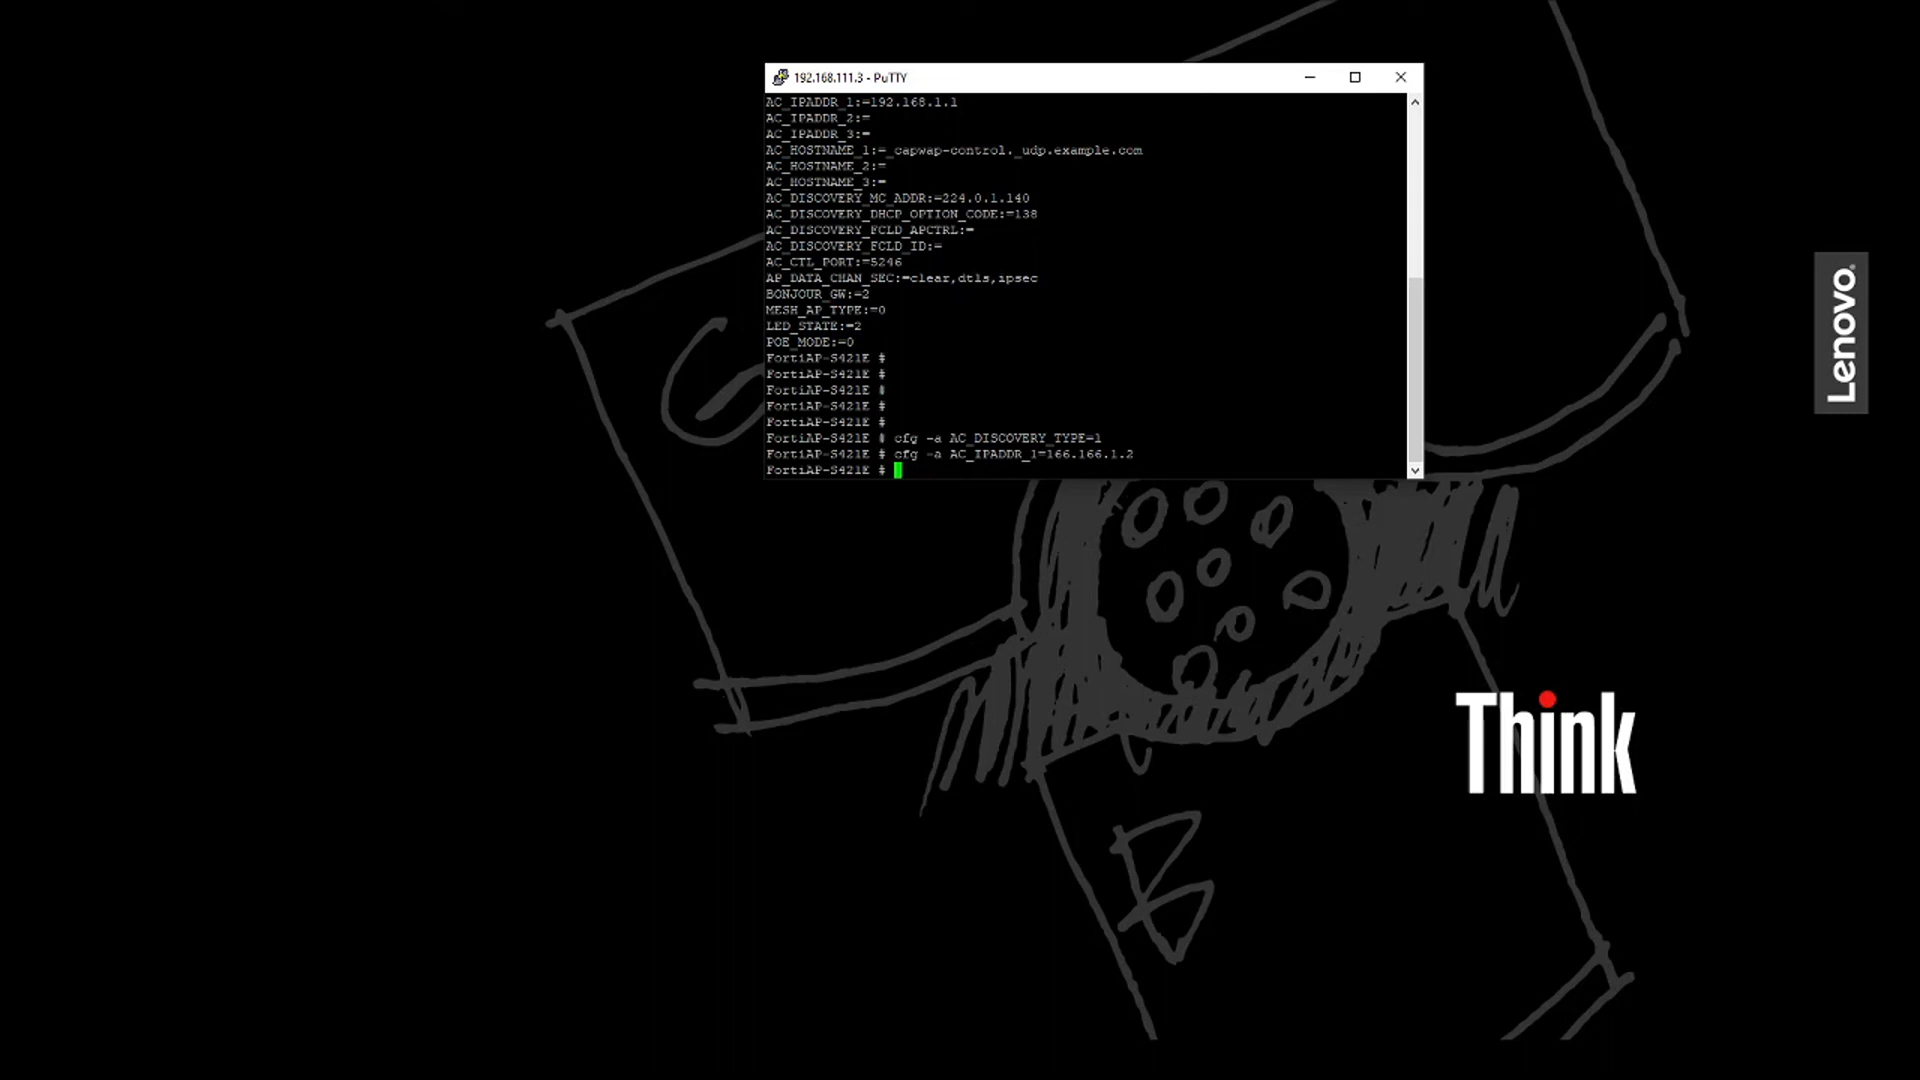 192.168.111.3 - PuTTY
AC_IPADDR_1:=192.168.1.1
AC_IPADDR_2:=
AC_IPADDR_3:=
AC_HOSTNAME_1:=_capwap-control._udp.example.com
AC_HOSTNAME_2:=
AC_HOSTNAME_3:=
AC_DISCOVERY_MC_ADDR:=224.0.1.140
AC_DISCOVERY_DHCP_OPTION_CODE:=138
AC_DISCOVERY_FCLD_APCTRL:=
AC_DISCOVERY_FCLD_ID:=
AC_CTL_PORT:=5246
AP_DATA_CHAN_SEC:=clear,dtls,ipsec
BONJOUR_GW:=2
MESH_AP_TYPE:=0
LED_STATE:=2
POE_MODE:=0
FortiAP-S421E #
FortiAP-S421E #
FortiAP-S421E #
FortiAP-S421E #
FortiAP-S421E #
FortiAP-S421E # cfg -a AC_DISCOVERY_TYPE=1
FortiAP-S421E # cfg -a AC_IPADDR_1=166.166.1.2
FortiAP-S421E #
Lenovo
Think
B